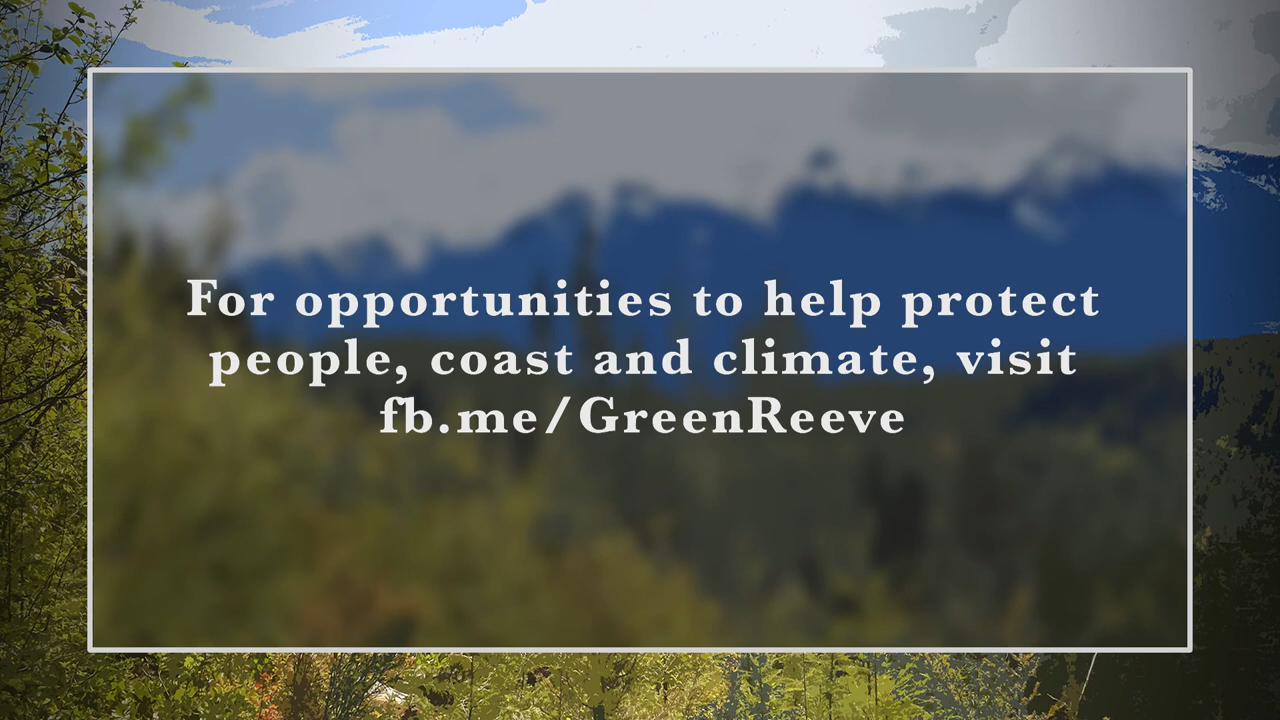 For opportunities to help protect
people, coast and climate, visit
fb.me/GreenReeve